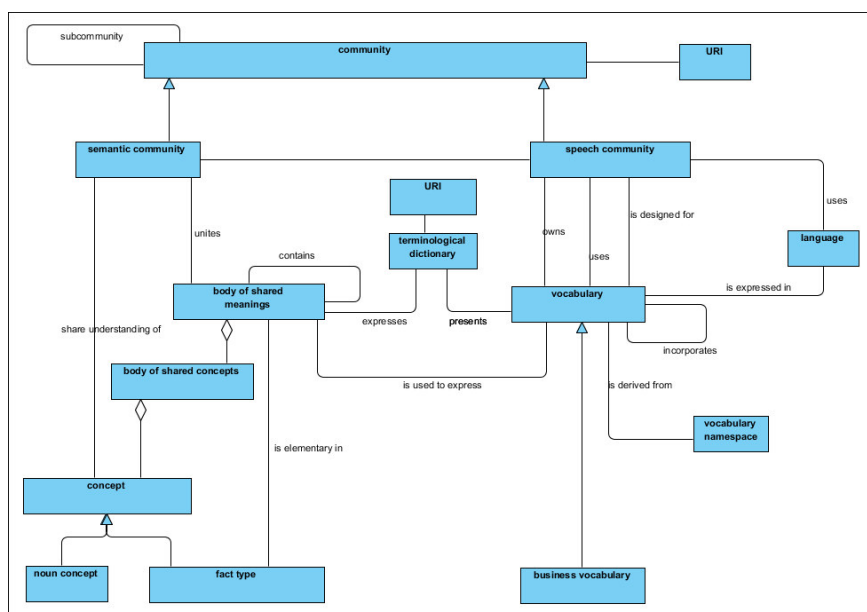 subcommunity
community
URI
semantic community
speech community
URI
is designed for
uses
unites
owns
terminological
dictionary
language
contains
uses
body of shared
meanings
vocabulary
is expressed in
share understanding of
expresses
presents
incorporates
body of shared concepts
is used to express
is derived from
vocabulary
namespace
is elementary in
concept
noun concept
fact type
business vocabulary